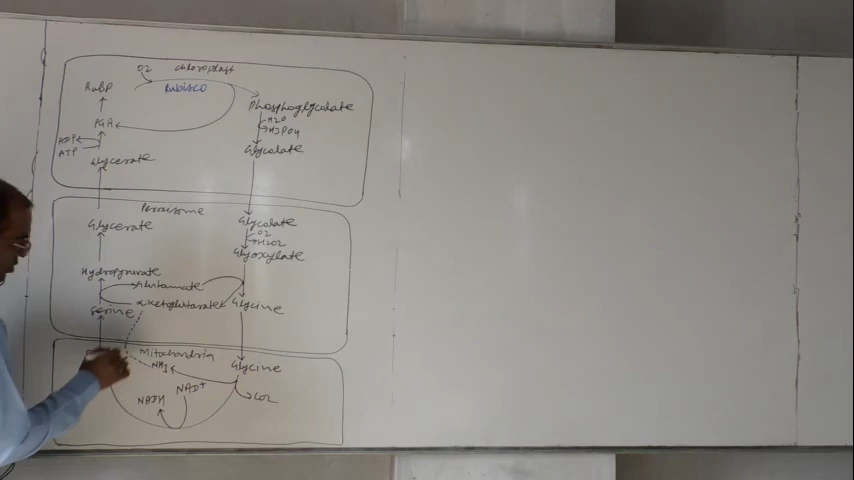 O2 chloroplast
RuBP Rubisco
Phosphoglycolate
PGA H2O
H3PO4
ADP
ATP Glycolate
Glycerate
Peroxisome
Glycerate Glycolate
O2
H2O2
Glyoxylate
Hydropyruvate
Glutamate
Serine α-ketoglutarate Glycine
Mitochondria
NH3 Glycine
NAD+
NADH CO2